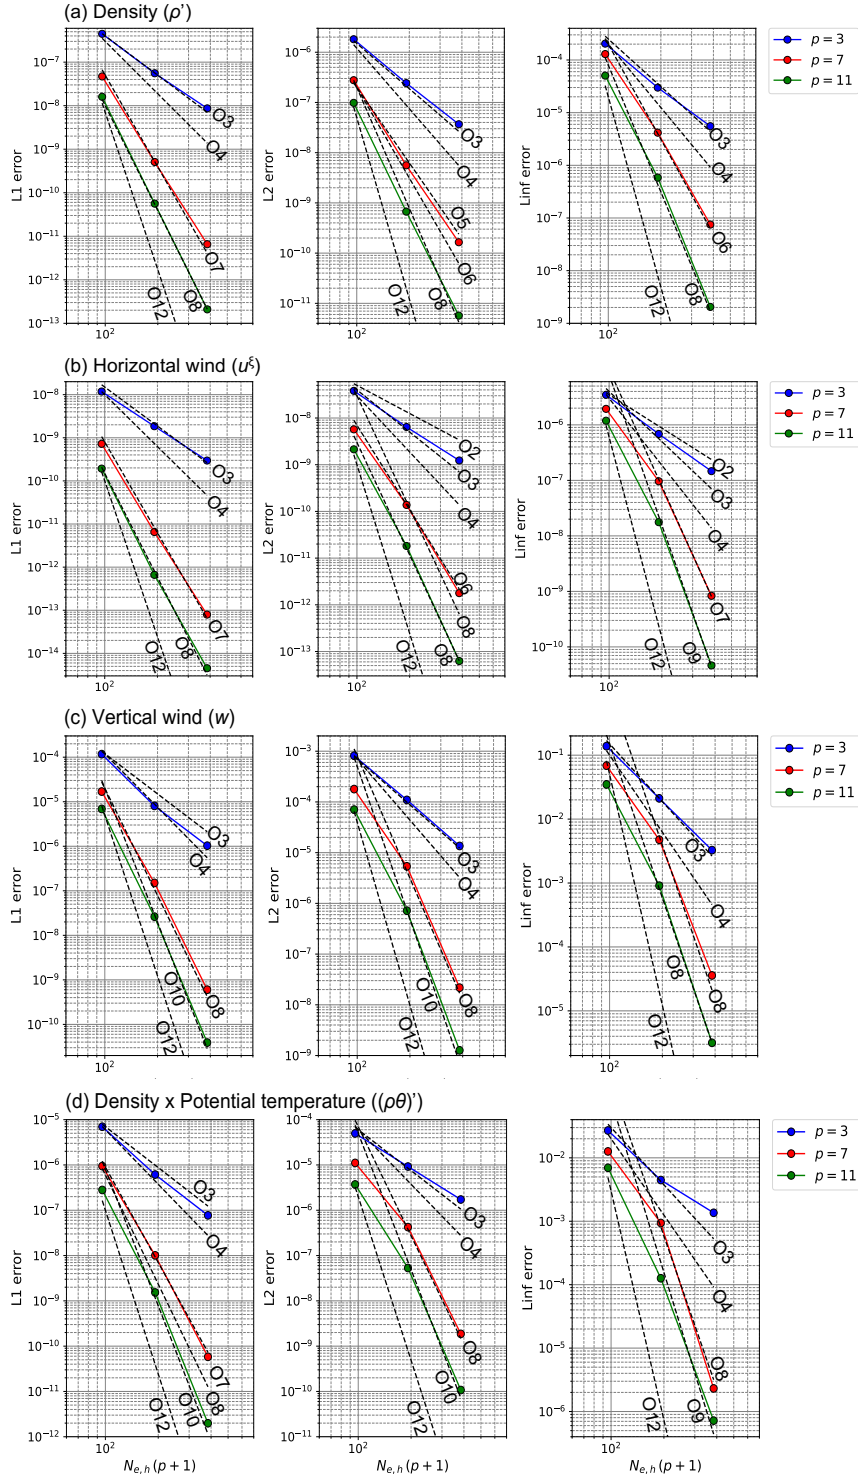 (a) Density (ρ’)
10⁻⁷
10⁻⁸
10⁻⁹
10⁻¹⁰
10⁻¹¹
10⁻¹²
10⁻¹³
L1 error
10²
O3
O4
O7
O8
O12
10⁻⁶
10⁻⁷
10⁻⁸
10⁻⁹
10⁻¹⁰
10⁻¹¹
L2 error
10²
O3
O4
O5
O6
O8
O12
10⁻⁴
10⁻⁵
10⁻⁶
10⁻⁷
10⁻⁸
10⁻⁹
Linf error
10²
O3
O4
O6
O8
O12
p = 3
p = 7
p = 11
(b) Horizontal wind (u^ξ)
10⁻⁸
10⁻⁹
10⁻¹⁰
10⁻¹¹
10⁻¹²
10⁻¹³
10⁻¹⁴
L1 error
10²
O3
O4
O7
O8
O12
10⁻⁸
10⁻⁹
10⁻¹⁰
10⁻¹¹
10⁻¹²
10⁻¹³
L2 error
10²
O2
O3
O4
O6
O8
O8
O12
10⁻⁶
10⁻⁷
10⁻⁸
10⁻⁹
10⁻¹⁰
Linf error
10²
O2
O3
O4
O7
O9
O12
p = 3
p = 7
p = 11
(c) Vertical wind (w)
10⁻⁴
10⁻⁵
10⁻⁶
10⁻⁷
10⁻⁸
10⁻⁹
10⁻¹⁰
L1 error
10²
O3
O4
O8
O10
O12
10⁻³
10⁻⁴
10⁻⁵
10⁻⁶
10⁻⁷
10⁻⁸
10⁻⁹
L2 error
10²
O3
O4
O8
O10
O12
10⁻¹
10⁻²
10⁻³
10⁻⁴
10⁻⁵
Linf error
10²
O3
O4
O8
O8
O12
p = 3
p = 7
p = 11
(d) Density x Potential temperature ((ρθ)’)
10⁻⁵
10⁻⁶
10⁻⁷
10⁻⁸
10⁻⁹
10⁻¹⁰
10⁻¹¹
10⁻¹²
L1 error
10²
N_{e,h}(p + 1)
O3
O4
O7
O8
O10
O12
10⁻⁴
10⁻⁵
10⁻⁶
10⁻⁷
10⁻⁸
10⁻⁹
10⁻¹⁰
10⁻¹¹
L2 error
10²
N_{e,h}(p + 1)
O3
O4
O8
O10
O12
10⁻²
10⁻³
10⁻⁴
10⁻⁵
10⁻⁶
Linf error
10²
N_{e,h}(p + 1)
O3
O4
O8
O9
O12
p = 3
p = 7
p = 11